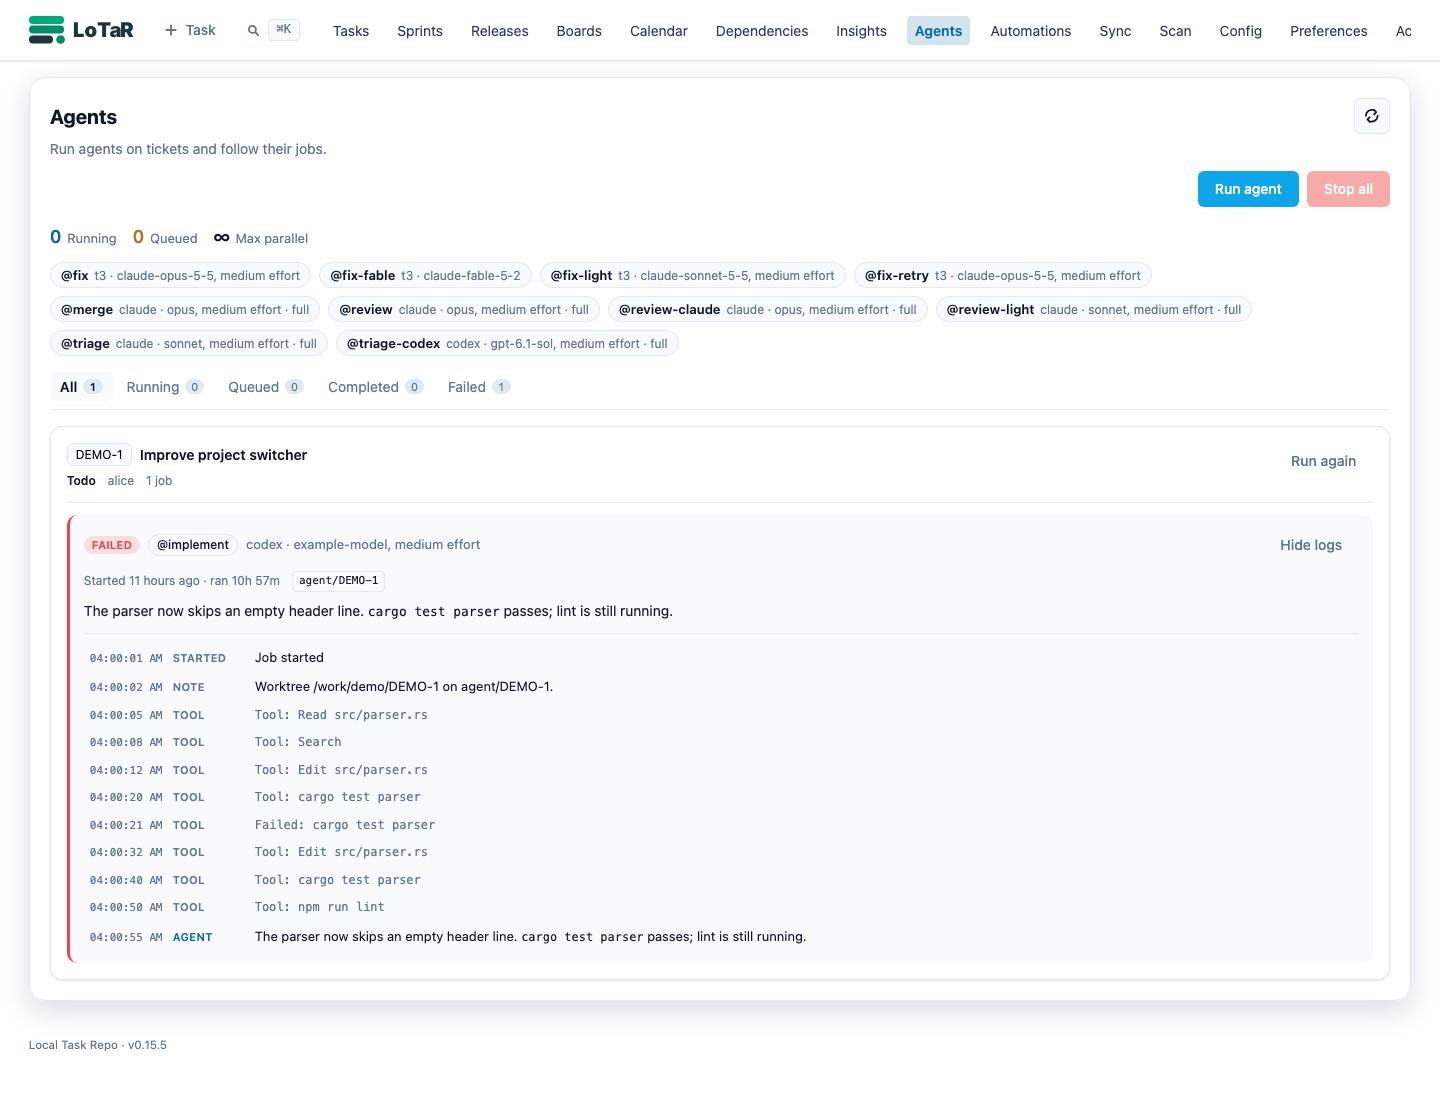 LoTaR
+ Task
⌘K
Tasks Sprints Releases Boards Calendar Dependencies Insights Agents Automations Sync Scan Config Preferences Ac
Agents
Run agents on tickets and follow their jobs.
Run agent Stop all
0 Running 0 Queued ∞ Max parallel
@fix t3 · claude-opus-5-5, medium effort @fix-fable t3 · claude-fable-5-2 @fix-light t3 · claude-sonnet-5-5, medium effort @fix-retry t3 · claude-opus-5-5, medium effort
@merge claude · opus, medium effort · full @review claude · opus, medium effort · full @review-claude claude · opus, medium effort · full @review-light claude · sonnet, medium effort · full
@triage claude · sonnet, medium effort · full @triage-codex codex · gpt-6.1-sol, medium effort · full
All 1 Running 0 Queued 0 Completed 0 Failed 1
DEMO-1 Improve project switcher
Run again
Todo alice 1 job
FAILED @implement codex · example-model, medium effort
Hide logs
Started 11 hours ago · ran 10h 57m agent/DEMO-1
The parser now skips an empty header line. cargo test parser passes; lint is still running.
04:00:01 AM STARTED Job started
04:00:02 AM NOTE Worktree /work/demo/DEMO-1 on agent/DEMO-1.
04:00:05 AM TOOL Tool: Read src/parser.rs
04:00:08 AM TOOL Tool: Search
04:00:12 AM TOOL Tool: Edit src/parser.rs
04:00:20 AM TOOL Tool: cargo test parser
04:00:21 AM TOOL Failed: cargo test parser
04:00:32 AM TOOL Tool: Edit src/parser.rs
04:00:40 AM TOOL Tool: cargo test parser
04:00:50 AM TOOL Tool: npm run lint
04:00:55 AM AGENT The parser now skips an empty header line. cargo test parser passes; lint is still running.
Local Task Repo · v0.15.5